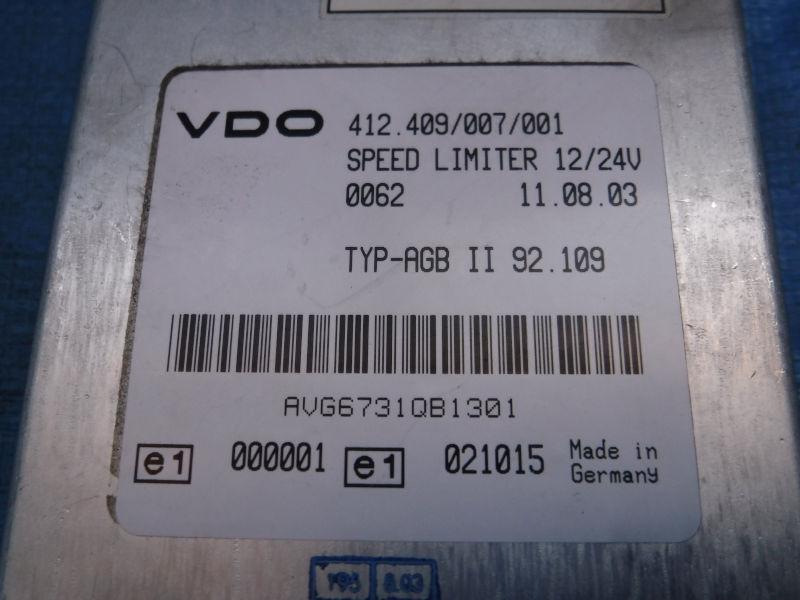 VDO 412.409/007/001
SPEED LIMITER 12/24V
0062 11.08.03
TYP-AGB II 92.109
AVG6731QB1301
e1 000001 e1 021015 Made in
Germany